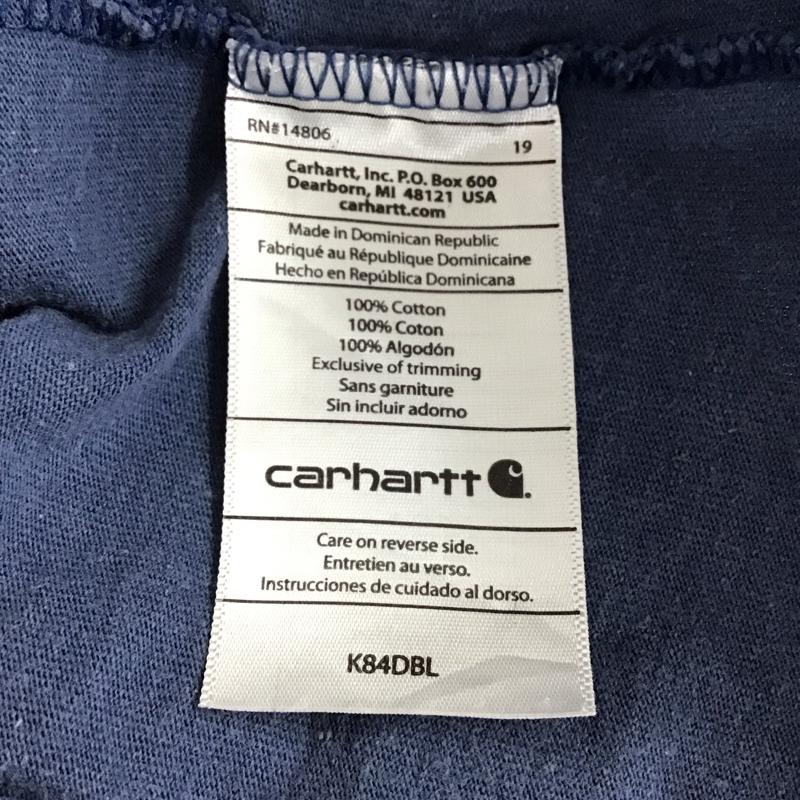 RN#14806
19
Carhartt, Inc. P.O. Box 600
Dearborn, MI 48121 USA
carhartt.com
Made in Dominican Republic
Fabriqué au République Dominicaine
Hecho en República Dominicana
100% Cotton
100% Coton
100% Algodón
Exclusive of trimming
Sans garniture
Sin incluir adorno
carhartt
Care on reverse side.
Entretien au verso.
Instrucciones de cuidado al dorso.
K84DBL